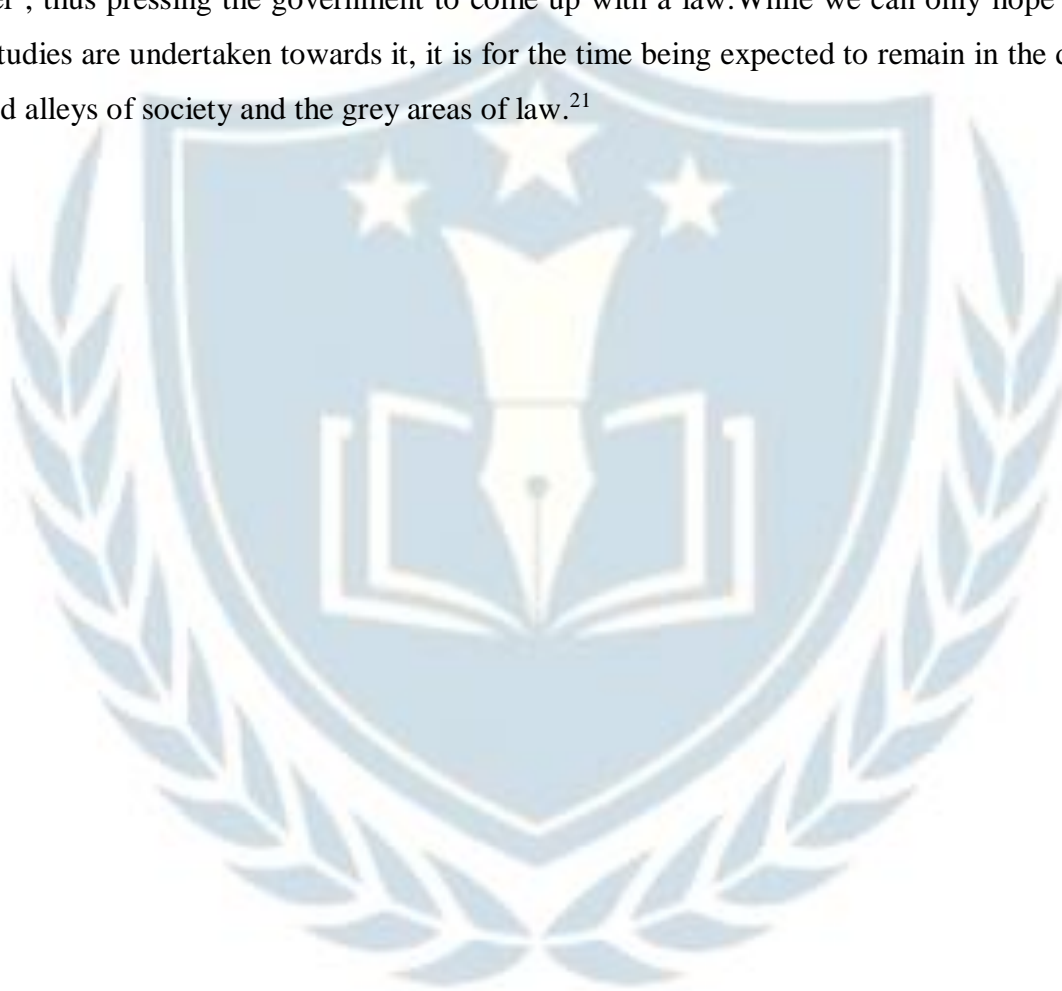 , thus pressing the government to come up with a law.While we can only hope
tudies are undertaken towards it, it is for the time being expected to remain in the
d alleys of society and the grey areas of law.21